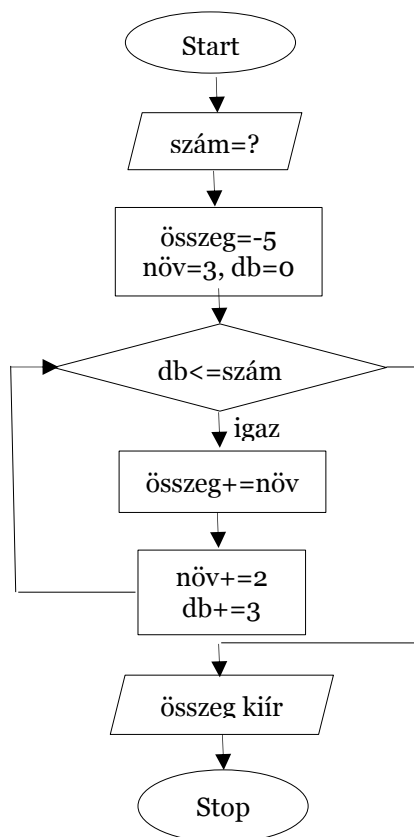 Start
szám=?
összeg=-5
növ=3, db=0
db<=szám
igaz
összeg+=növ
növ+=2
db+=3
összeg kiír
Stop